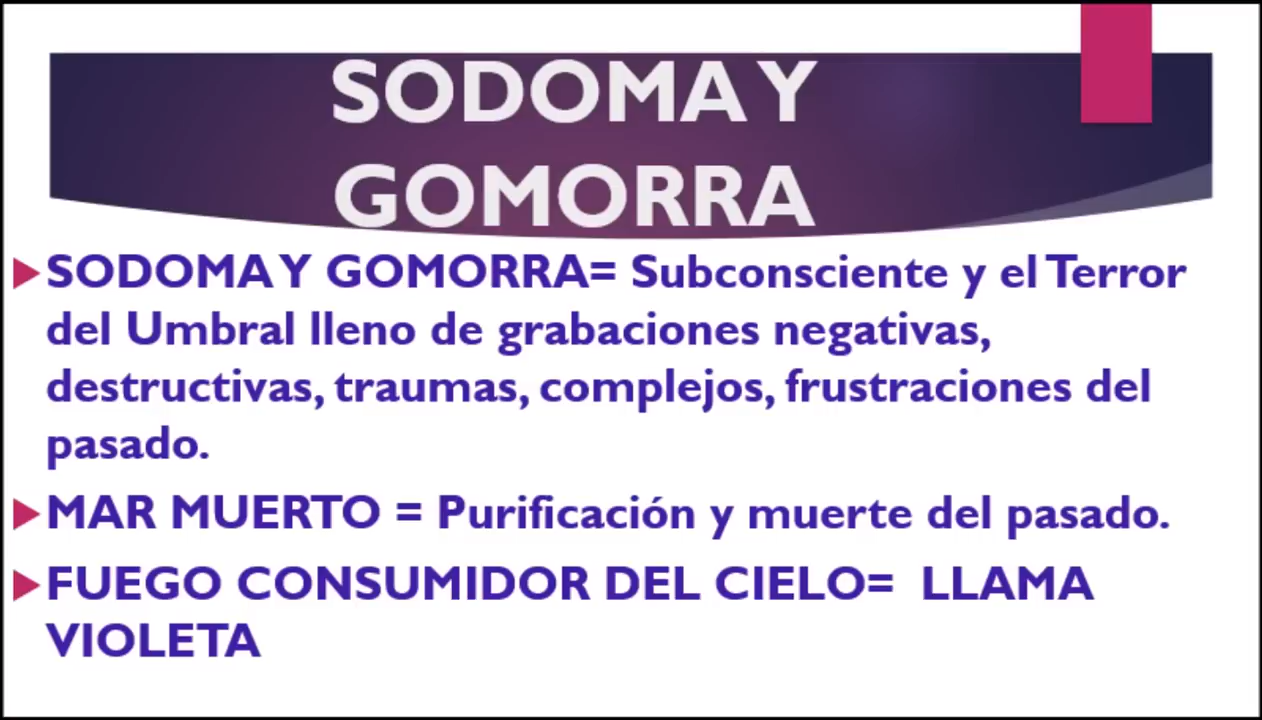 SODOMA Y
GOMORRA
SODOMA Y GOMORRA= Subconsciente y el Terror
del Umbral lleno de grabaciones negativas,
destructivas, traumas, complejos, frustraciones del
pasado.
MAR MUERTO = Purificación y muerte del pasado.
FUEGO CONSUMIDOR DEL CIELO= LLAMA
VIOLETA